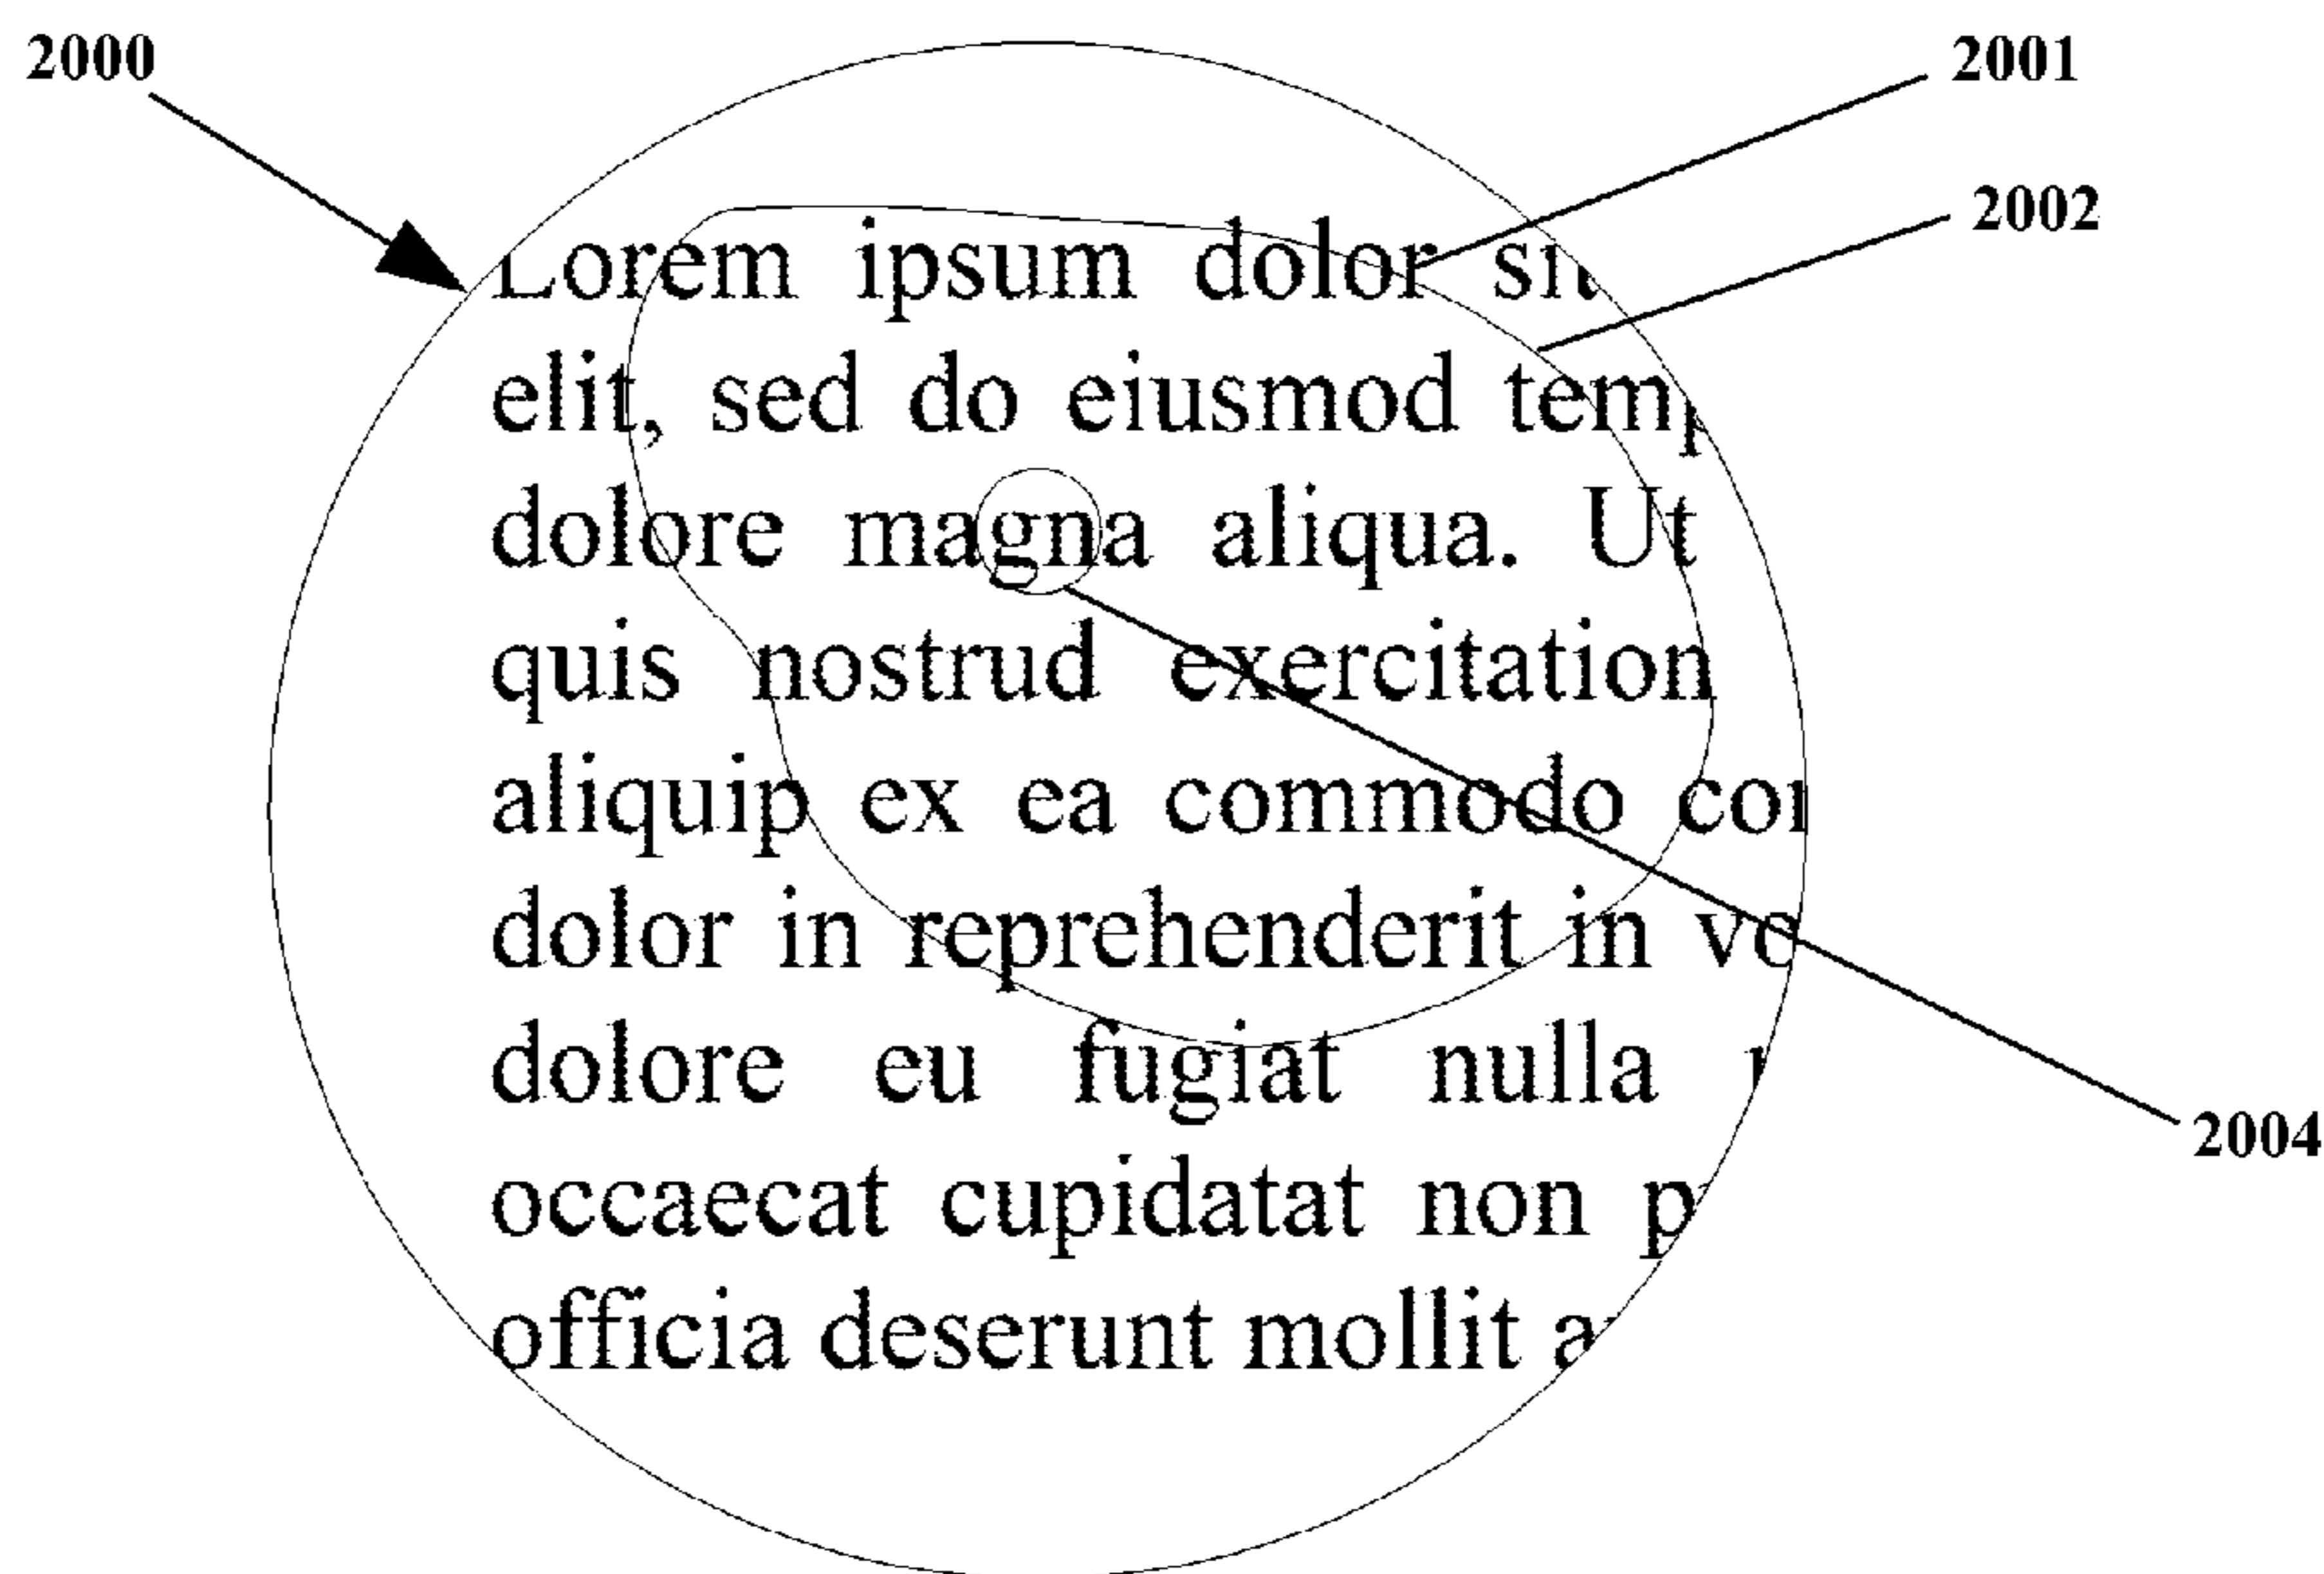 2000
2001
2002
Lorem ipsum dolor
elit, sed do eiusmod
dolore magna aliqua. Ut
quis nostrud exercitation
aliquip ex ea commodo
dolor in reprehenderit in
dolore eu fugiat nulla
occaecat cupidatat non
officia deserunt mollit
2004